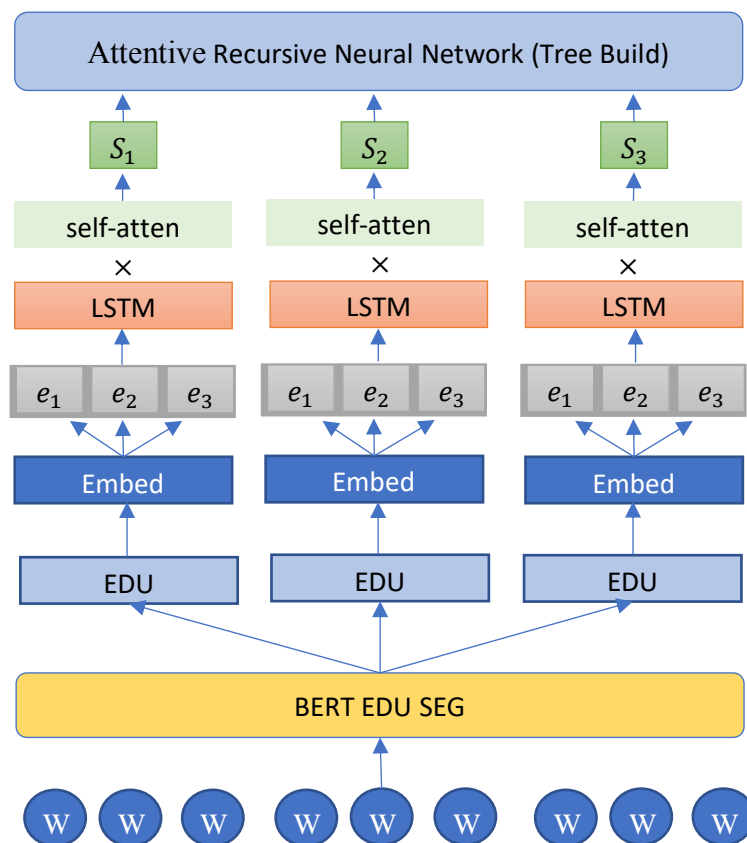 Attentive Recursive Neural Network (Tree Build)
S₁ S₂ S₃
self-atten self-atten self-atten
× × ×
LSTM LSTM LSTM
e₁ e₂ e₃ e₁ e₂ e₃ e₁ e₂ e₃
Embed Embed Embed
EDU EDU EDU
BERT EDU SEG
W W W W W W W W W